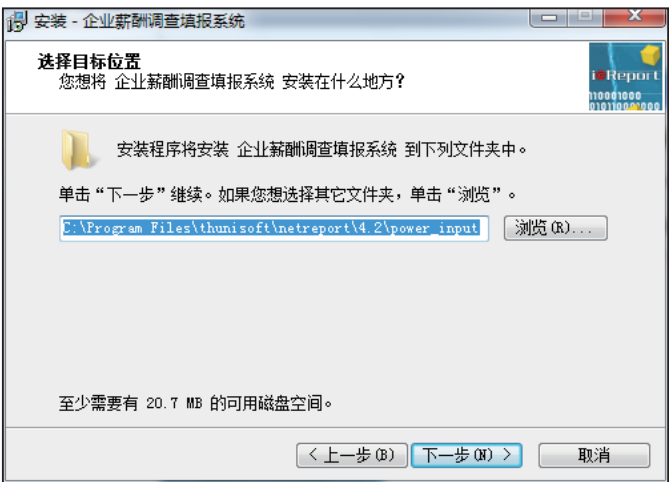 安装 - 企业薪酬调查填报系统
选择目标位置
您想将 企业薪酬调查填报系统 安装在什么地方?
i@Report
110001000
010110001000
安装程序将安装 企业薪酬调查填报系统 到下列文件夹中。
单击“下一步”继续。如果您想选择其它文件夹，单击“浏览”。
C:\Program Files\thunisoft\netreport\4.2\power_input
浏览(R)...
至少需要有 20.7 MB 的可用磁盘空间。
< 上一步(B)
下一步(N) >
取消